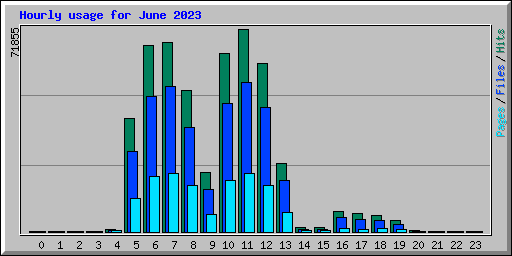 Hourly usage for June 2023
71855
Pages / Files / Hits
0 1 2 3 4 5 6 7 8 9 10 11 12 13 14 15 16 17 18 19 20 21 22 23